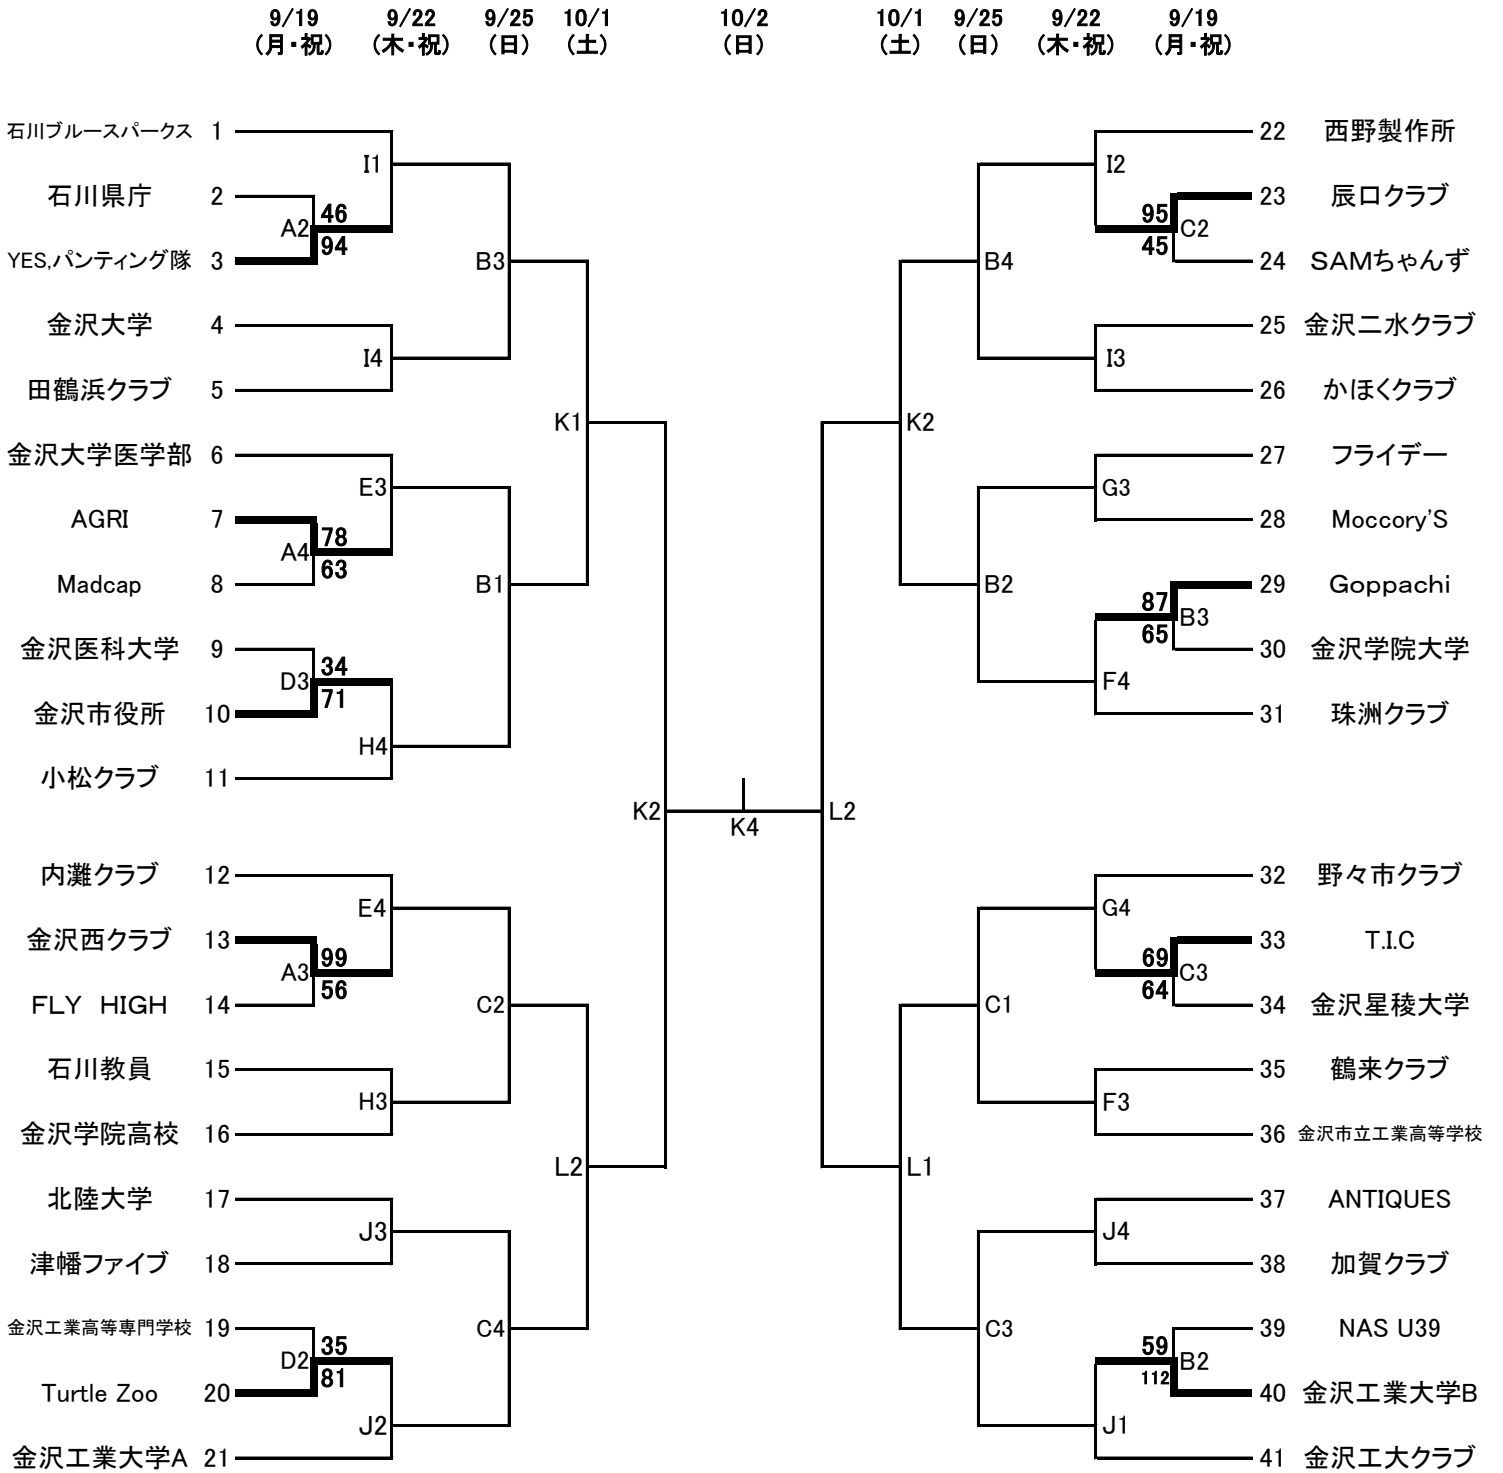 9/19 9/22 9/25 10/1 10/2 10/1 9/25 9/22 9/19
(月・祝) (木・祝) (日) (土) (日) (土) (日) (木・祝) (月・祝)
石川ブルースパークス 1
I1
石川県庁 2
A2 46
94
YES,パンティング隊 3
B3
金沢大学 4
I4
田鶴浜クラブ 5
K1
金沢大学医学部 6
E3
AGRI 7
A4 78
63
Madcap 8
B1
金沢医科大学 9
D3 34
71
金沢市役所 10
H4
小松クラブ 11
K2
K4
L2
内灘クラブ 12
E4
金沢西クラブ 13
A3 99
56
FLY HIGH 14
C2
石川教員 15
H3
金沢学院高校 16
L2
北陸大学 17
J3
津幡ファイブ 18
金沢工業高等専門学校 19
C4
D2 35
81
Turtle Zoo 20
J2
金沢工業大学A 21
22 西野製作所
I2
23 辰口クラブ
95 C2
45
24 SAMちゃんず
B4
25 金沢二水クラブ
I3
26 かほくクラブ
K2
27 フライデー
G3
28 Moccory'S
B2
29 Goppachi
87 B3
65
30 金沢学院大学
F4
31 珠洲クラブ
32 野々市クラブ
G4
33 T.I.C
69 C3
64
34 金沢星稜大学
C1
35 鶴来クラブ
F3
36 金沢市立工業高等学校
L1
37 ANTIQUES
J4
38 加賀クラブ
C3
39 NAS U39
59 B2
112
40 金沢工業大学B
J1
41 金沢工大クラブ